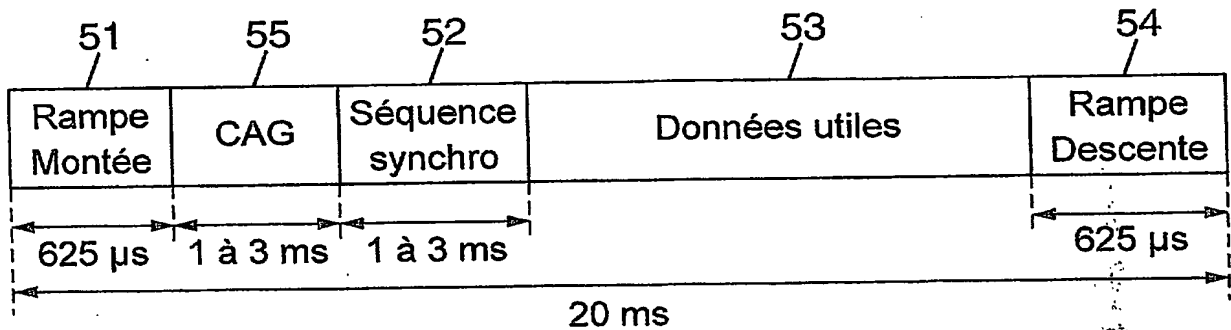 51 55 52 53 54
Rampe
Montée
CAG
Séquence
synchro
Données utiles
Rampe
Descente
625 µs
1 à 3 ms
1 à 3 ms
625 µs
20 ms